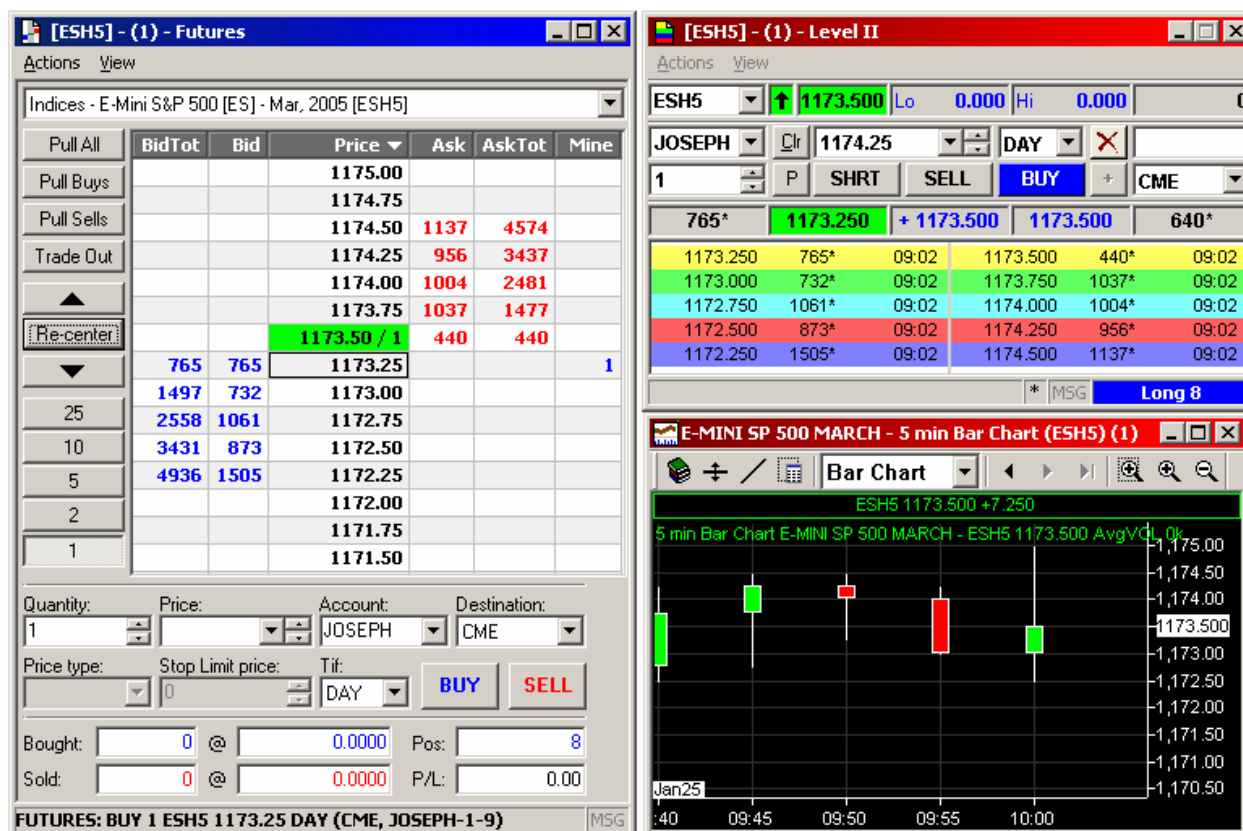 [ESH5] - (1) - Futures
Actions View
Indices - E-Mini S&P 500 [ES] - Mar, 2005 [ESH5]
Pull All
Pull Buys
Pull Sells
Trade Out
Re-center
25
10
5
2
1
BidTot Bid Price Ask AskTot Mine
1175.00
1174.75
1174.50 1137 4574
1174.25 956 3437
1174.00 1004 2481
1173.75 1037 1477
1173.50 / 1 440 440
765 765 1173.25 1
1497 732 1173.00
2558 1061 1172.75
3431 873 1172.50
4936 1505 1172.25
1172.00
1171.75
1171.50
Quantity: Price: Account: Destination:
1 JOSEPH CME
Price type: Stop Limit price: Tif:
0 DAY BUY SELL
Bought: 0 @ 0.0000 Pos: 8
Sold: 0 @ 0.0000 P/L: 0.00
FUTURES: BUY 1 ESH5 1173.25 DAY (CME, JOSEPH-1-9) MSG
[ESH5] - (1) - Level II
Actions View
ESH5 1173.500 Lo 0.000 Hi 0.000
JOSEPH Clr 1174.25 DAY
1 P SHRT SELL BUY + CME
765* 1173.250 + 1173.500 1173.500 640*
1173.250 765* 09:02 1173.500 440* 09:02
1173.000 732* 09:02 1173.750 1037* 09:02
1172.750 1061* 09:02 1174.000 1004* 09:02
1172.500 873* 09:02 1174.250 956* 09:02
1172.250 1505* 09:02 1174.500 1137* 09:02
* MSG Long 8
E-MINI SP 500 MARCH - 5 min Bar Chart (ESH5) (1)
Bar Chart
ESH5 1173.500 +7.250
5 min Bar Chart E-MINI SP 500 MARCH - ESH5 1173.500 AvgVOL 0k
1,175.00
1,174.50
1,174.00
1173.500
1,173.00
1,172.50
1,172.00
1,171.50
1,171.00
1,170.50
Jan25
:40 09:45 09:50 09:55 10:00